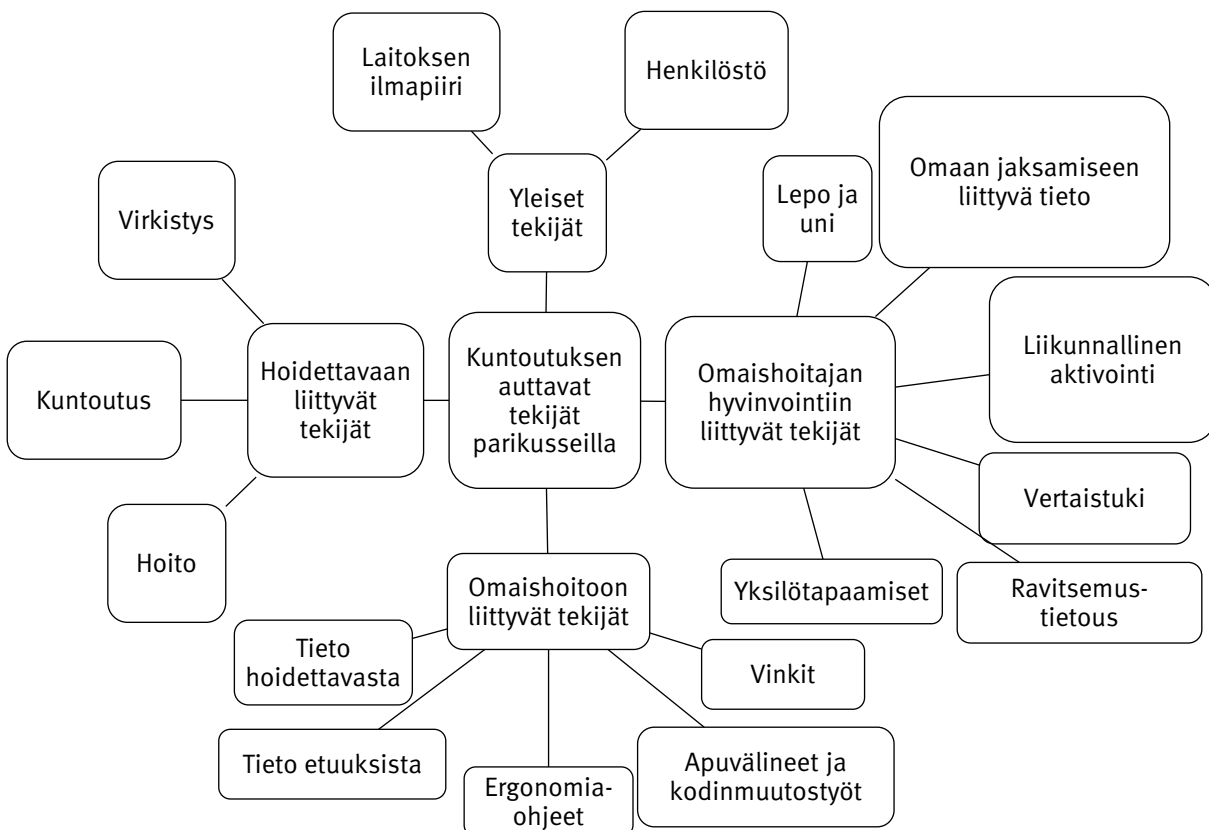 Laitoksen
ilmapiiri
Henkilöstö
Virkistys
Yleiset
tekijät
Lepo ja
uni
Omaan jaksamiseen
liittyvä tieto
Kuntoutus
Hoidettavaan
liittyvät
tekijät
Kuntoutuksen
auttavat
tekijät
parikursseilla
Omaishoitajan
hyvinvointiin
liittyvät tekijät
Liikunnallinen
aktivointi
Vertaistuki
Hoito
Omaishoitoon
liittyvät tekijät
Yksilötapaamiset
Ravitsemus-
tietous
Tieto
hoidettavasta
Vinkit
Tieto etuuksista
Ergonomia-
ohjeet
Apuvälineet ja
kodinmuutostyöt